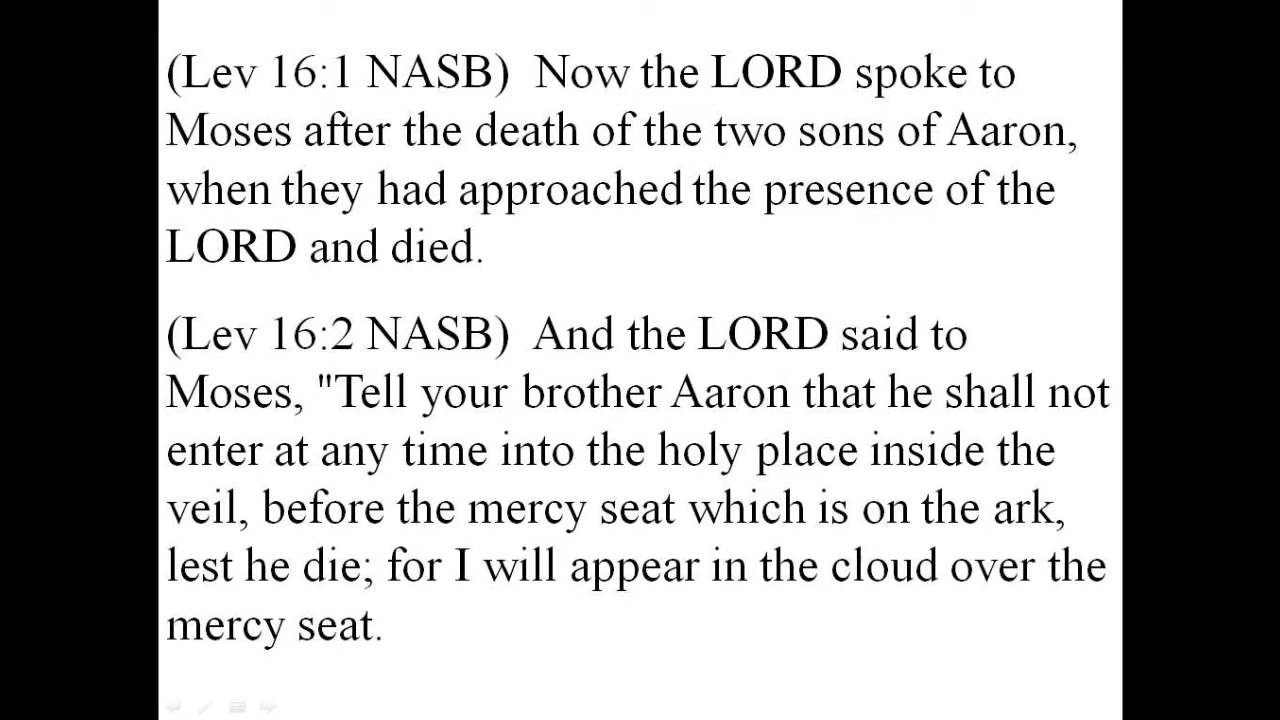 (Lev 16:1 NASB)  Now the LORD spoke to
Moses after the death of the two sons of Aaron,
when they had approached the presence of the
LORD and died.
(Lev 16:2 NASB)  And the LORD said to
Moses, "Tell your brother Aaron that he shall not
enter at any time into the holy place inside the
veil, before the mercy seat which is on the ark,
lest he die; for I will appear in the cloud over the
mercy seat.